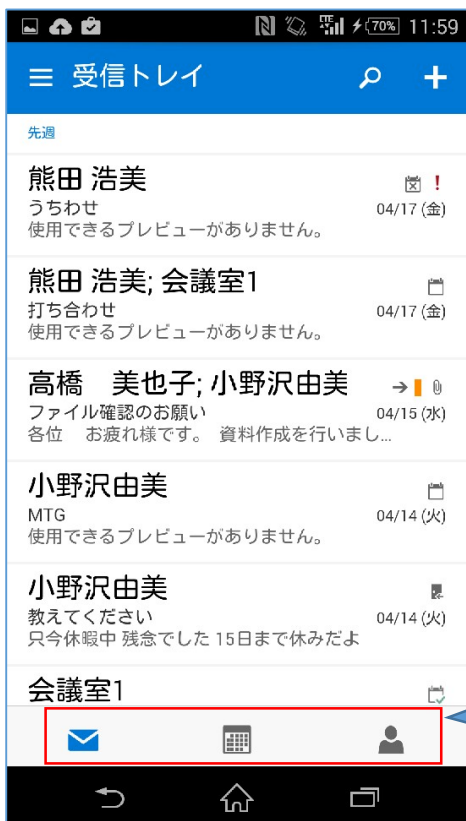 70% 11:59
受信トレイ
先週
熊田 浩美
うちわせ 04/17 (金)
使用できるプレビューがありません。
熊田 浩美; 会議室1
打ち合わせ 04/17 (金)
使用できるプレビューがありません。
高橋　美也子; 小野沢由美
ファイル確認のお願い 04/15 (水)
各位　お疲れ様です。 資料作成を行いまし...
小野沢由美
MTG 04/14 (火)
使用できるプレビューがありません。
小野沢由美
教えてください 04/14 (火)
只今休暇中 残念でした 15日まで休みだよ
会議室1